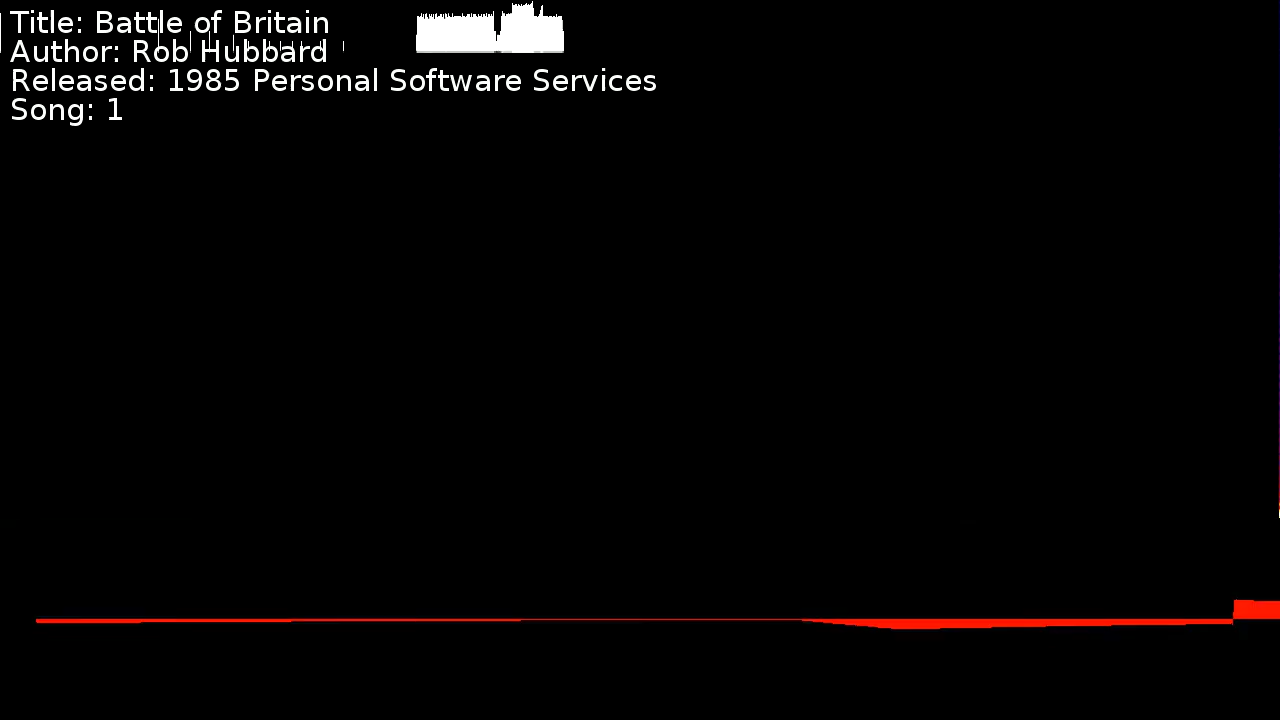 Title: Battle of Britain
Author: Rob Hubbard
Released: 1985 Personal Software Services
Song: 1